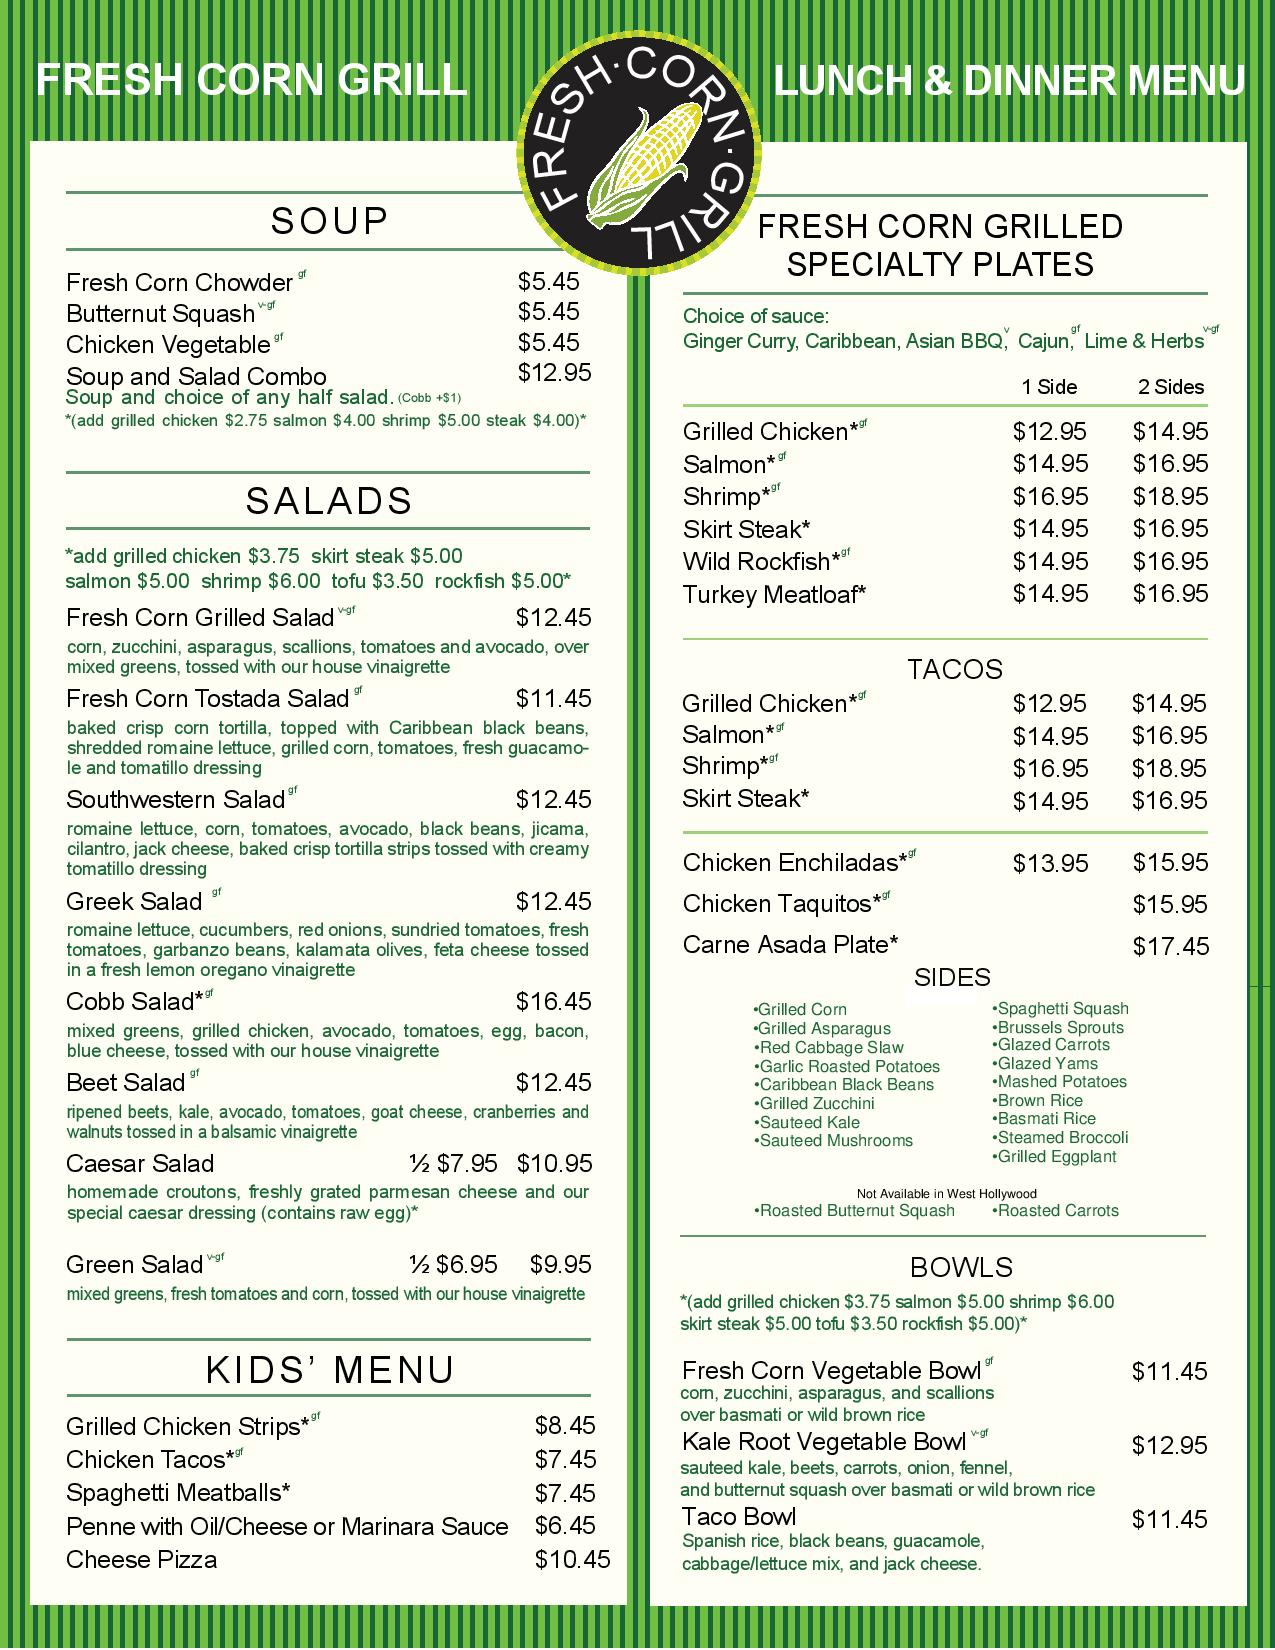 FRESH CORN GRILL
FRESH·CORN·GRILL
LUNCH & DINNER MENU
SOUP
Fresh Corn Chowder gf $5.45
Butternut Squash v-gf $5.45
Chicken Vegetable gf $5.45
Soup and Salad Combo $12.95
Soup and choice of any half salad. (Cobb +$1)
*(add grilled chicken $2.75 salmon $4.00 shrimp $5.00 steak $4.00)*
SALADS
*add grilled chicken $3.75 skirt steak $5.00
salmon $5.00 shrimp $6.00 tofu $3.50 rockfish $5.00*
Fresh Corn Grilled Salad v-gf $12.45
corn, zucchini, asparagus, scallions, tomatoes and avocado, over
mixed greens, tossed with our house vinaigrette
Fresh Corn Tostada Salad gf $11.45
baked crisp corn tortilla, topped with Caribbean black beans,
shredded romaine lettuce, grilled corn, tomatoes, fresh guacamo-
le and tomatillo dressing
Southwestern Salad gf $12.45
romaine lettuce, corn, tomatoes, avocado, black beans, jicama,
cilantro, jack cheese, baked crisp tortilla strips tossed with creamy
tomatillo dressing
Greek Salad gf $12.45
romaine lettuce, cucumbers, red onions, sundried tomatoes, fresh
tomatoes, garbanzo beans, kalamata olives, feta cheese tossed
in a fresh lemon oregano vinaigrette
Cobb Salad* gf $16.45
mixed greens, grilled chicken, avocado, tomatoes, egg, bacon,
blue cheese, tossed with our house vinaigrette
Beet Salad gf $12.45
ripened beets, kale, avocado, tomatoes, goat cheese, cranberries and
walnuts tossed in a balsamic vinaigrette
Caesar Salad ½ $7.95 $10.95
homemade croutons, freshly grated parmesan cheese and our
special caesar dressing (contains raw egg)*
Green Salad v-gf ½ $6.95 $9.95
mixed greens, fresh tomatoes and corn, tossed with our house vinaigrette
KIDS' MENU
Grilled Chicken Strips* gf $8.45
Chicken Tacos* gf $7.45
Spaghetti Meatballs* $7.45
Penne with Oil/Cheese or Marinara Sauce $6.45
Cheese Pizza $10.45
FRESH CORN GRILLED
SPECIALTY PLATES
Choice of sauce:
Ginger Curry, Caribbean, Asian BBQ, v Cajun, gf Lime & Herbs v-gf
1 Side 2 Sides
Grilled Chicken* gf $12.95 $14.95
Salmon* gf $14.95 $16.95
Shrimp* gf $16.95 $18.95
Skirt Steak* $14.95 $16.95
Wild Rockfish* gf $14.95 $16.95
Turkey Meatloaf* $14.95 $16.95
TACOS
Grilled Chicken* gf $12.95 $14.95
Salmon* gf $14.95 $16.95
Shrimp* gf $16.95 $18.95
Skirt Steak* $14.95 $16.95
Chicken Enchiladas* gf $13.95 $15.95
Chicken Taquitos* gf $15.95
Carne Asada Plate* $17.45
SIDES
•Grilled Corn
•Grilled Asparagus
•Red Cabbage Slaw
•Garlic Roasted Potatoes
•Caribbean Black Beans
•Grilled Zucchini
•Sauteed Kale
•Sauteed Mushrooms
•Spaghetti Squash
•Brussels Sprouts
•Glazed Carrots
•Glazed Yams
•Mashed Potatoes
•Brown Rice
•Basmati Rice
•Steamed Broccoli
•Grilled Eggplant
Not Available in West Hollywood
•Roasted Butternut Squash •Roasted Carrots
BOWLS
*(add grilled chicken $3.75 salmon $5.00 shrimp $6.00
skirt steak $5.00 tofu $3.50 rockfish $5.00)*
Fresh Corn Vegetable Bowl gf $11.45
corn, zucchini, asparagus, and scallions
over basmati or wild brown rice
Kale Root Vegetable Bowl v-gf $12.95
sauteed kale, beets, carrots, onion, fennel,
and butternut squash over basmati or wild brown rice
Taco Bowl $11.45
Spanish rice, black beans, guacamole,
cabbage/lettuce mix, and jack cheese.